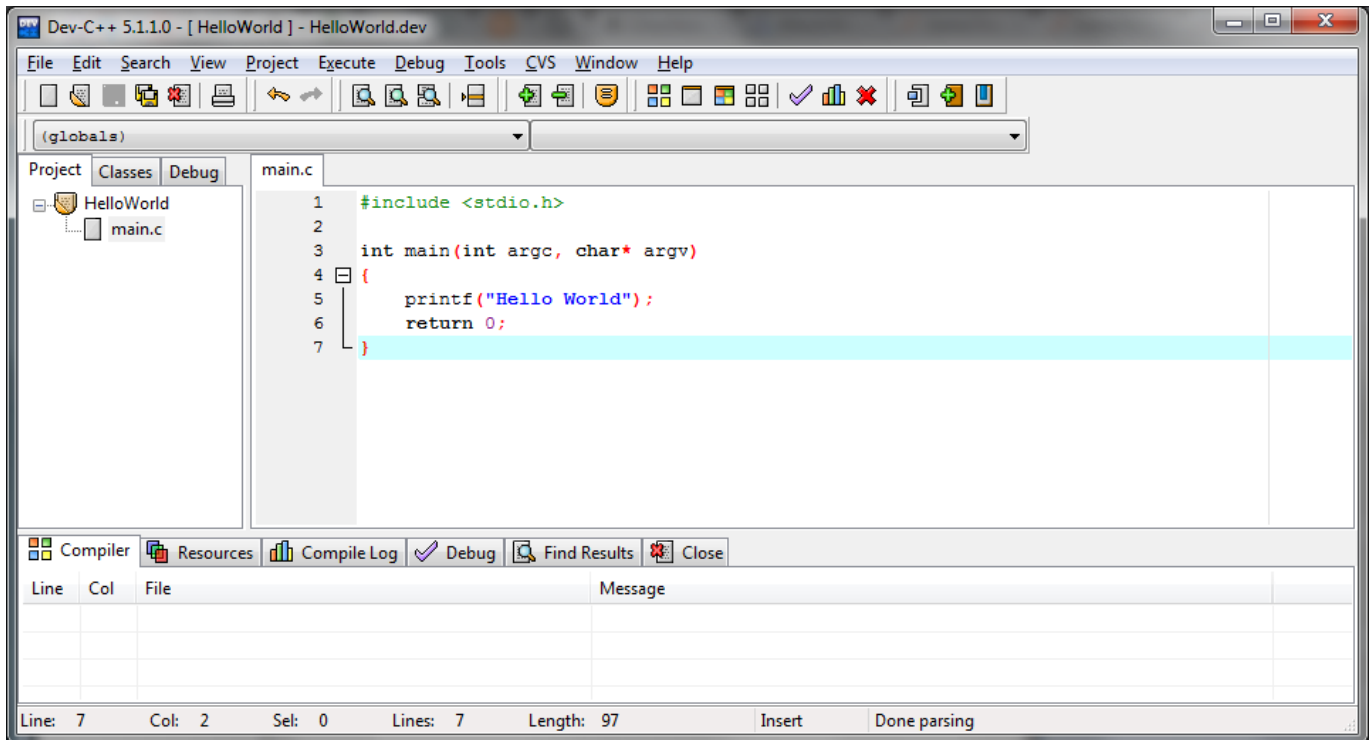 Dev-C++ 5.1.1.0 - [ HelloWorld ] - HelloWorld.dev
File Edit Search View Project Execute Debug Tools CVS Window Help
(globals)
Project Classes Debug main.c
HelloWorld
main.c
1 #include <stdio.h>
2
3 int main(int argc, char* argv)
4 {
5 printf("Hello World");
6 return 0;
7 }
Compiler Resources Compile Log Debug Find Results Close
Line Col File Message
Line: 7 Col: 2 Sel: 0 Lines: 7 Length: 97 Insert Done parsing